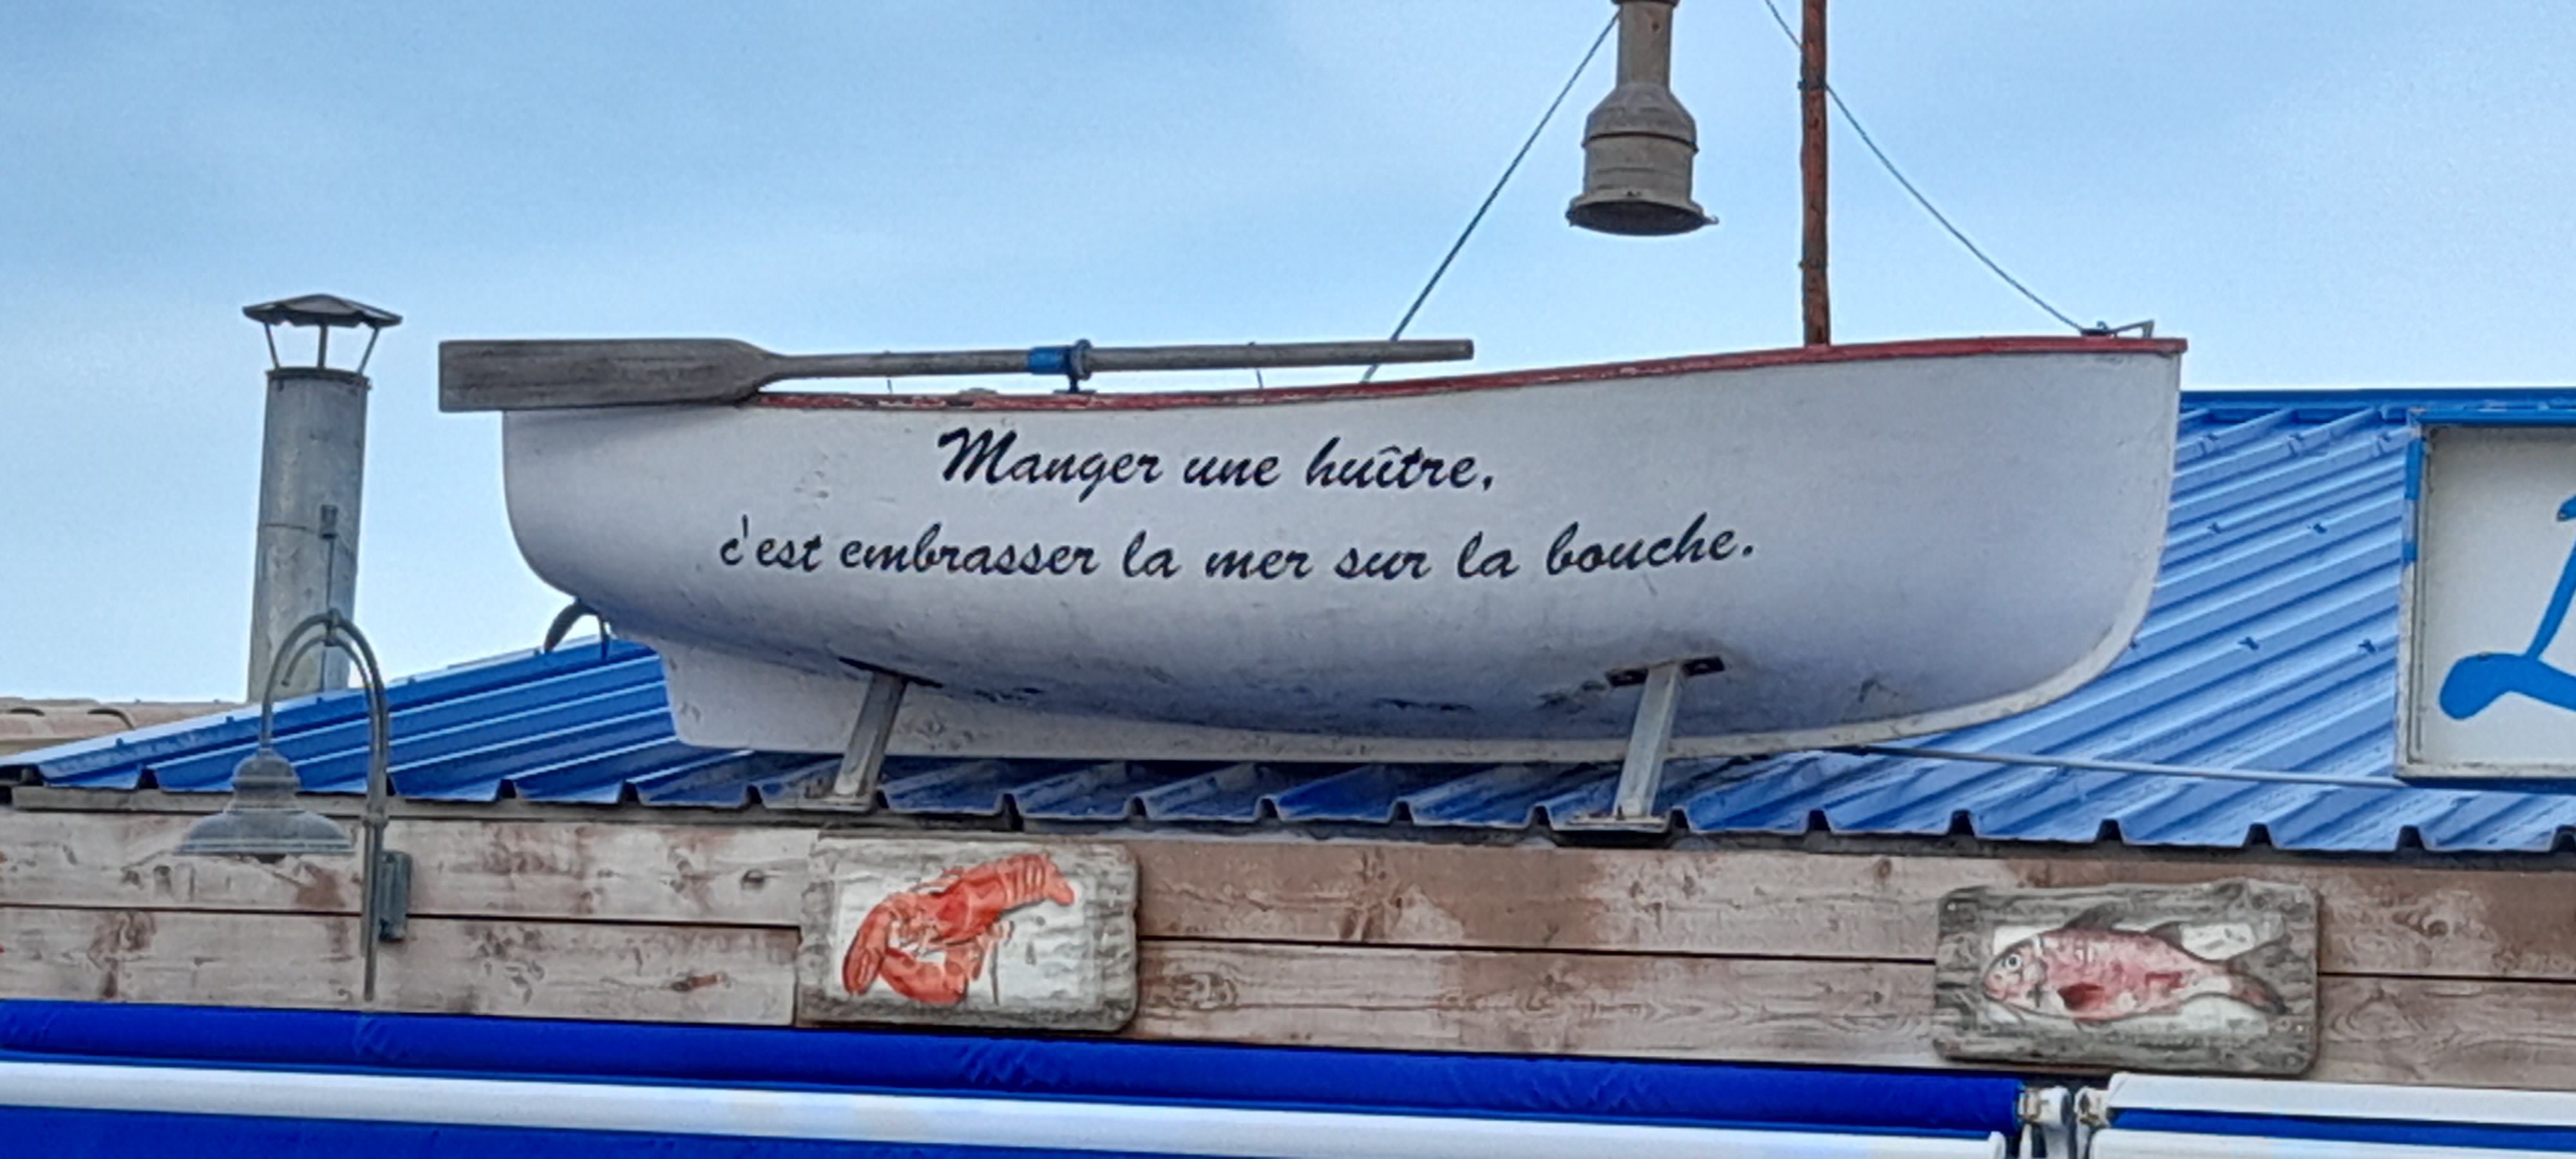 Manger une huître,
c'est embrasser la mer sur la bouche.